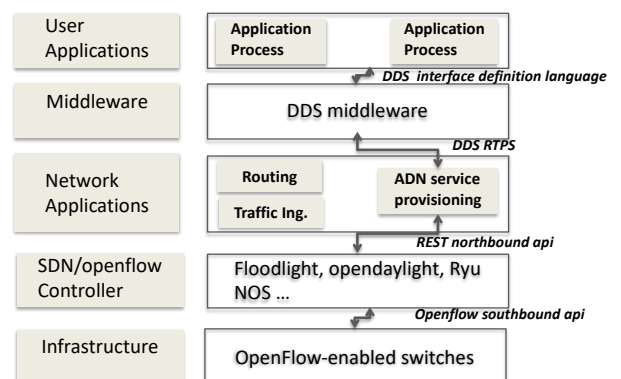 User
Applications
Application
Process
Application
Process
DDS interface definition language
Middleware
DDS middleware
DDS RTPS
Network
Applications
Routing
Traffic Ing.
ADN service
provisioning
REST northbound api
SDN/openflow
Controller
Floodlight, opendaylight, Ryu
NOS ...
Openflow southbound api
Infrastructure
OpenFlow-enabled switches